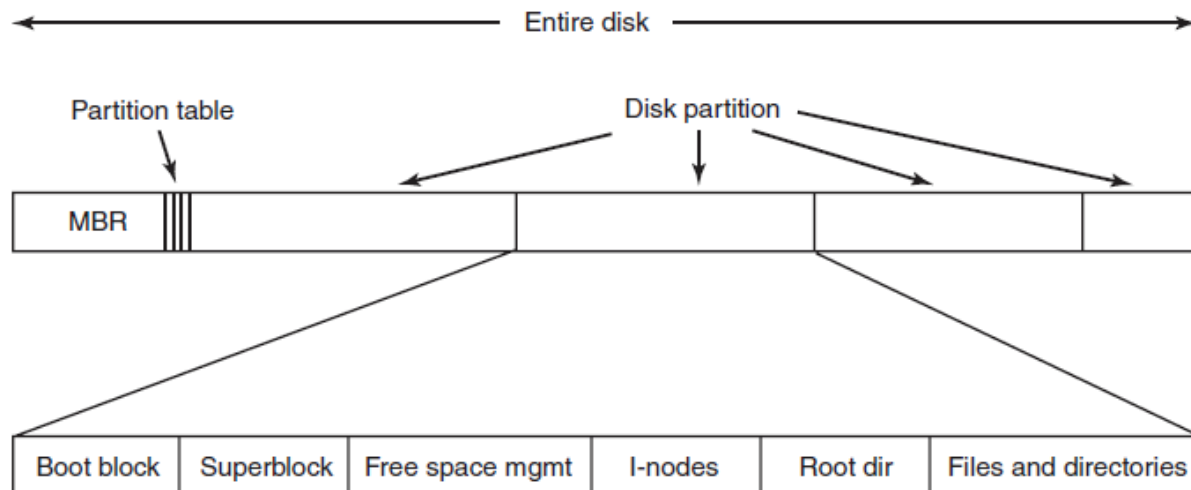 Entire disk
Partition table
Disk partition
MBR
Boot block
Superblock
Free space mgmt
I-nodes
Root dir
Files and directories